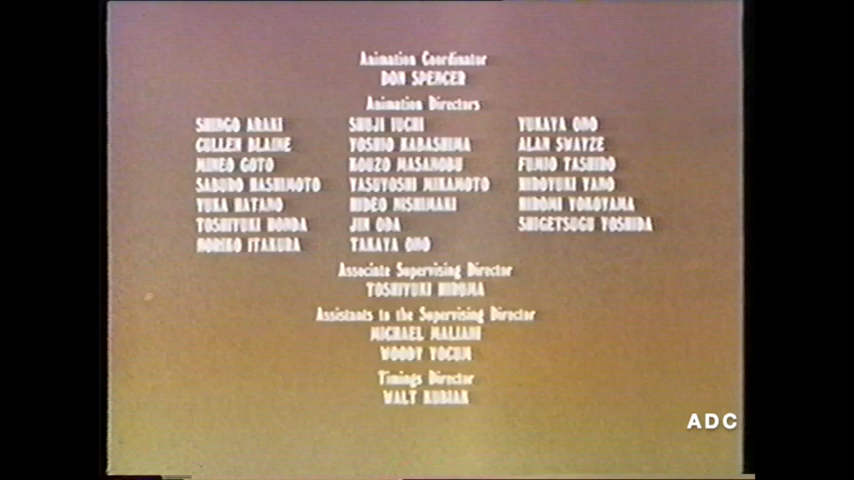 Animation Coordinator
DON SPENCER
Animation Directors
SHINGO ARAKI SHUJI IUCHI YUKAYA ONO
CULLEN BLAINE YOSHIO KABASHIMA ALAN SWAYZE
MINEO GOTO KOUZO MASANOBU FUMIO TASHIRO
SABURO HASHIMOTO YASUYOSHI MIKAMOTO HIROYUKI YANO
YUKA HATANO HIDEO NISHIMAKI HIROMI YOKOYAMA
TOSHIYUKI HONDA JIN ODA SHIGETSUGU YOSHIDA
NORIKO ITAKURA TAKAYA ONO
Associate Supervising Director
TOSHIYUKI HIRUMA
Assistants to the Supervising Director
MICHAEL MALIANI
WOODY YOCUM
Timings Director
WALT KUBIAK
ADC